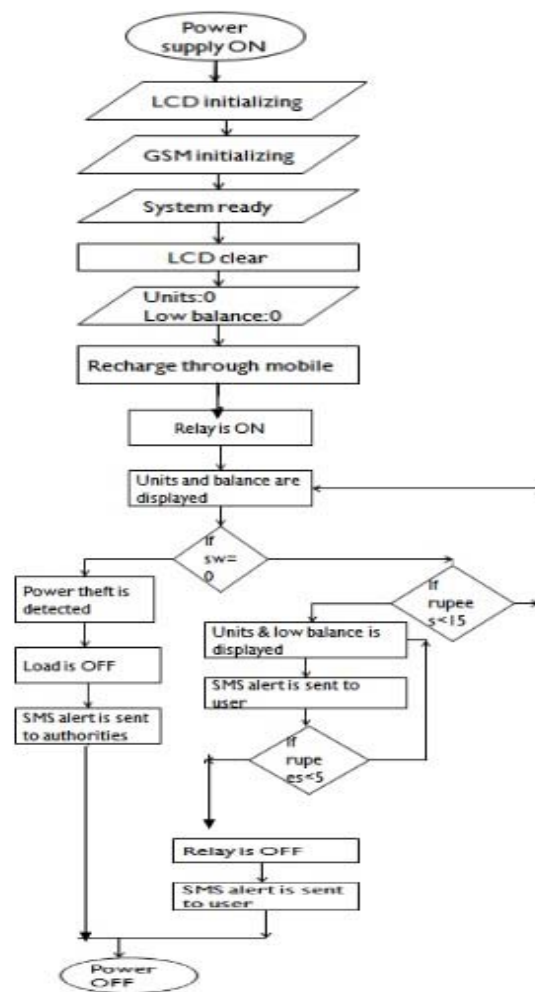 Power
supply ON
LCD initializing
GSM initializing
System ready
LCD clear
Units:0
Low balance:0
Recharge through mobile
Relay is ON
Units and balance are
displayed
If
sw=
0
Power theft is
detected
Load is OFF
SMS alert is sent
to authorities
If
rupee
s<15
Units & low balance is
displayed
SMS alert is sent to
user
If
rupe
es<5
Relay is OFF
SMS alert is sent
to user
Power
OFF